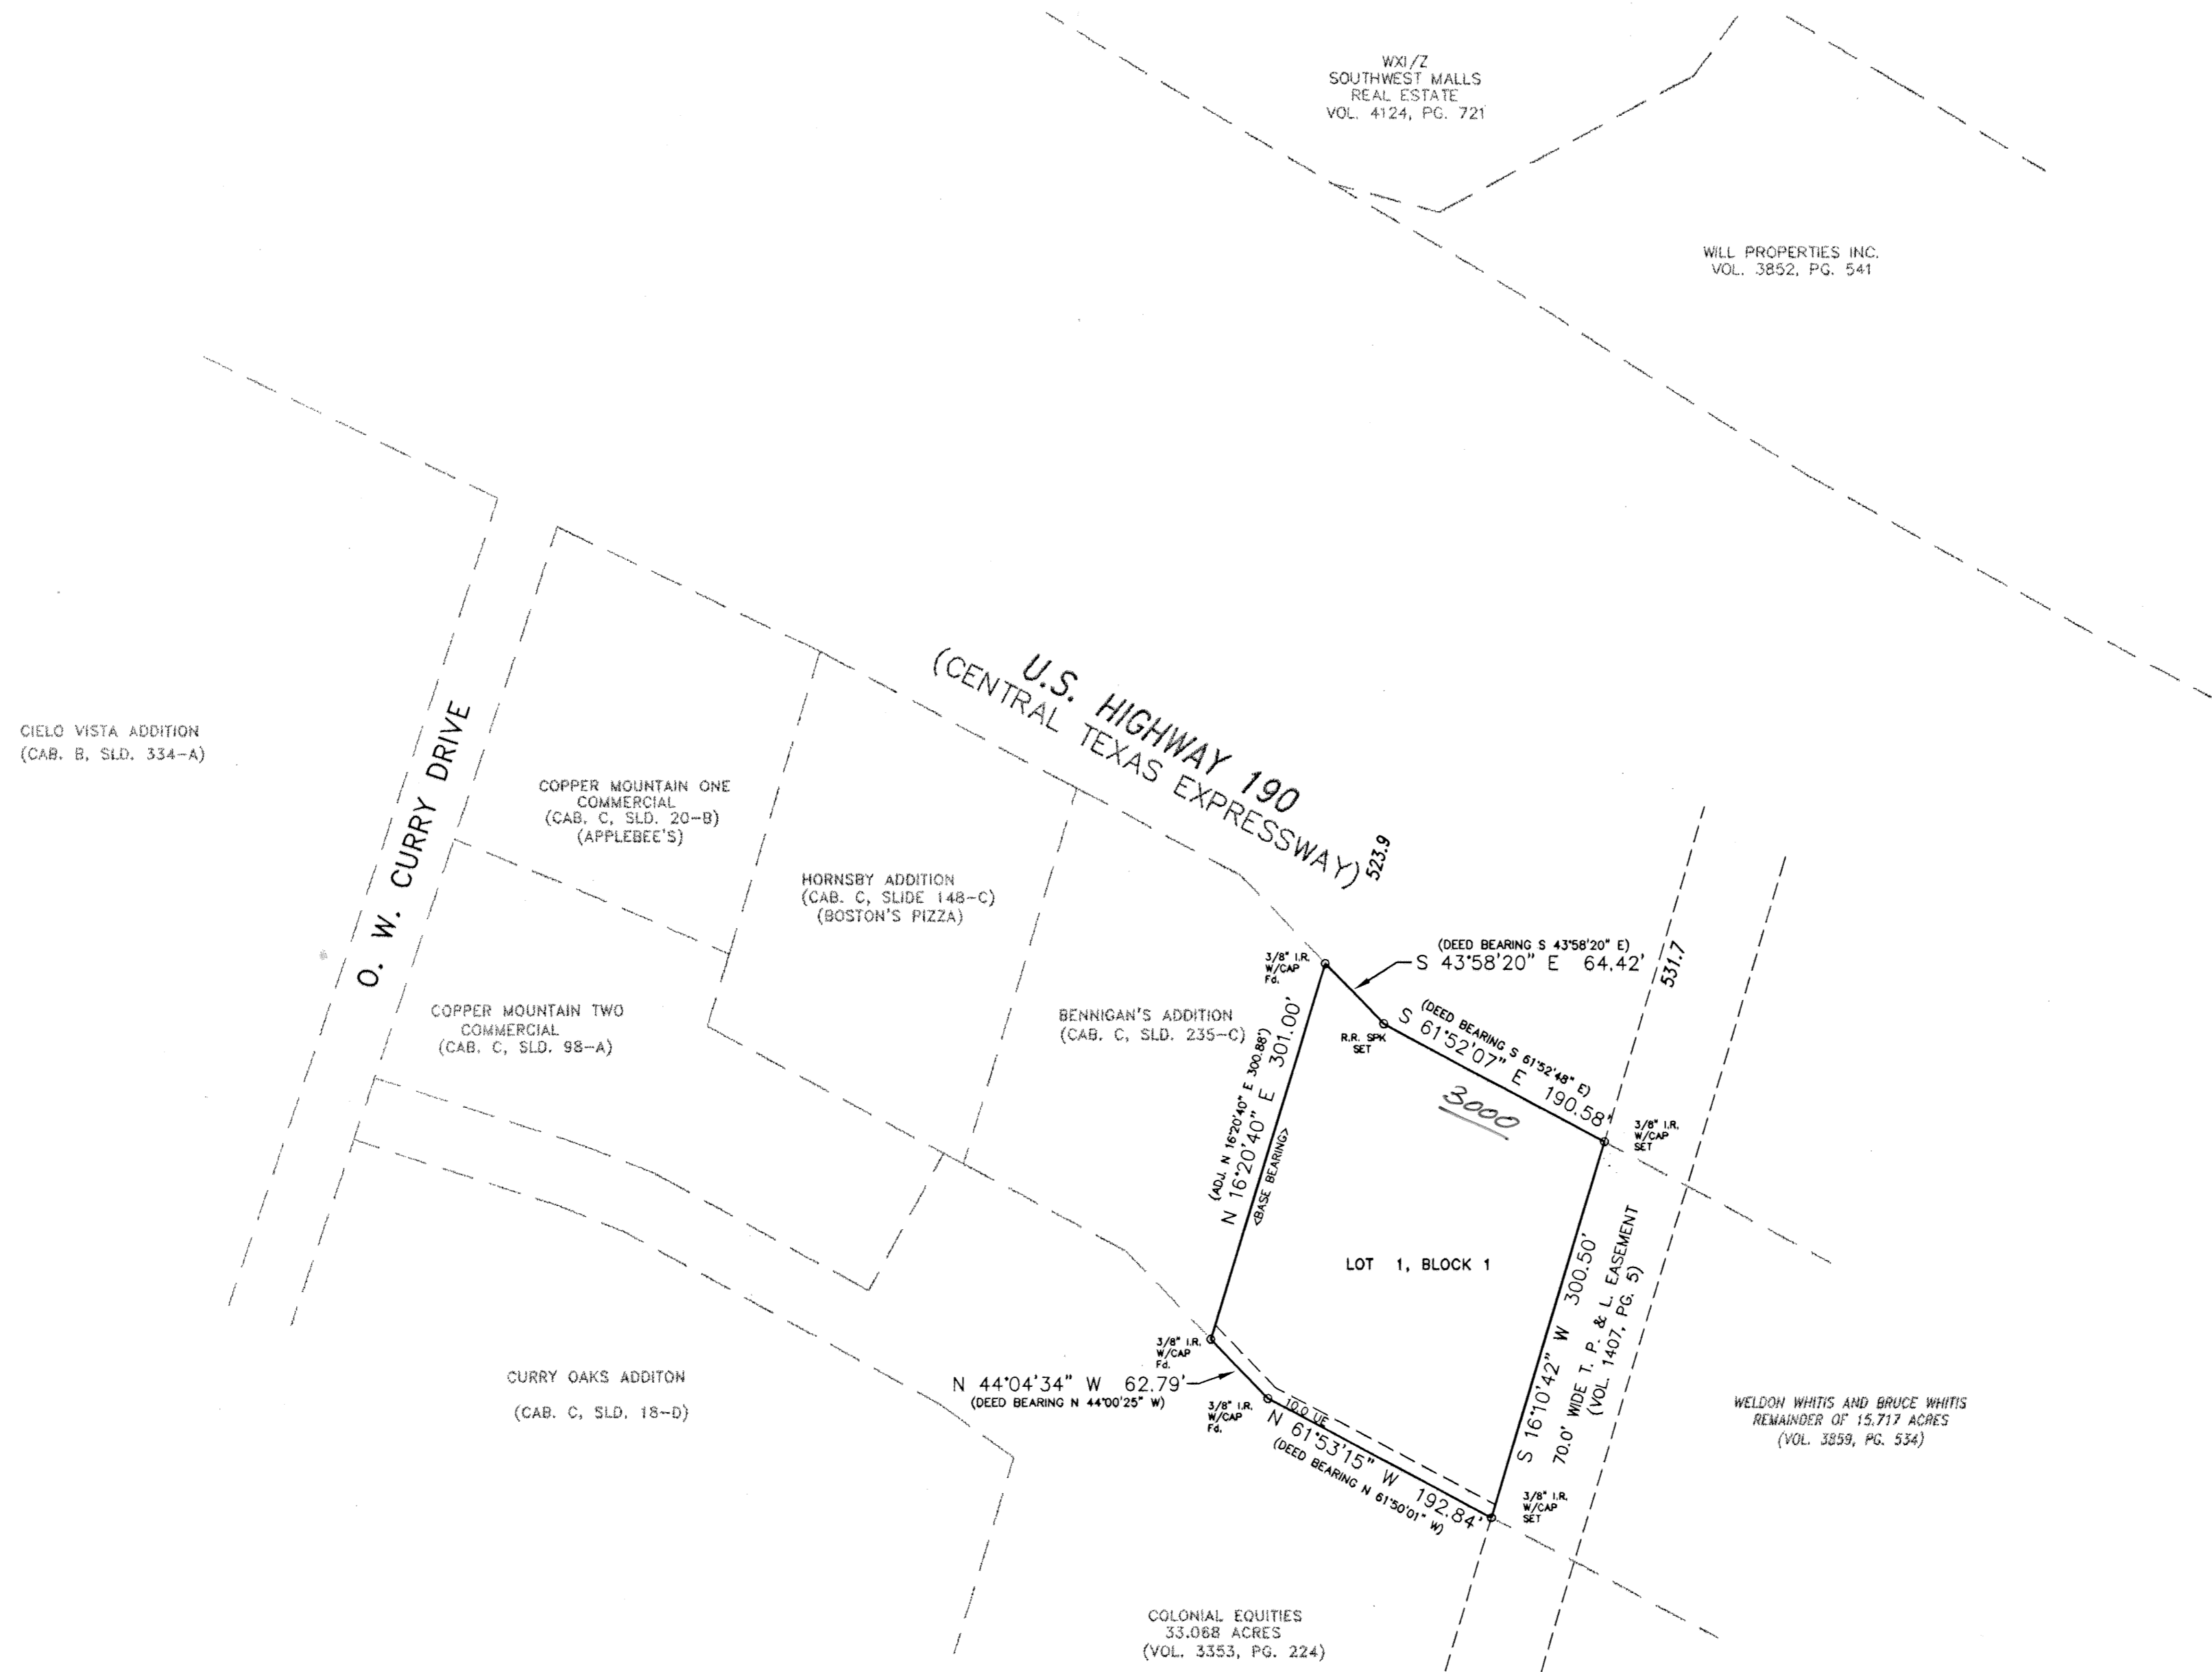 WXI/Z
SOUTHWEST MALLS
REAL ESTATE
VOL. 4124, PG. 721
WILL PROPERTIES INC.
VOL. 3852, PG. 541
U.S. HIGHWAY 190
(CENTRAL TEXAS EXPRESSWAY)
523.9
CIELO VISTA ADDITION
(CAB. B, SLD. 334-A)
O. W. CURRY DRIVE
COPPER MOUNTAIN ONE
COMMERCIAL
(CAB. C, SLD. 20-B)
(APPLEBEE'S)
HORNSBY ADDITION
(CAB. C, SLIDE 148-C)
(BOSTON'S PIZZA)
COPPER MOUNTAIN TWO
COMMERCIAL
(CAB. C, SLD. 98-A)
BENNIGAN'S ADDITION
(CAB. C, SLD. 235-C)
3/8" I.R.
W/CAP
Fd.
(DEED BEARING S 43°58'20" E)
S 43°58'20" E 64.42'
531.7
R.R. SPK
SET
(DEED BEARING S 61°52'48" E)
S 61°52'07" E 190.58'
3000
3/8" I.R.
W/CAP
SET
(ADJ. N 16°20'40" E 300.88')
N 16°20'40" E 301.00'
<BASE BEARING>
LOT 1, BLOCK 1
S 16°10'42" W 300.50'
70.0' WIDE T. P. & L. EASEMENT
(VOL. 1407, PG. 5)
3/8" I.R.
W/CAP
Fd.
N 44°04'34" W 62.79'
(DEED BEARING N 44°00'25" W)
3/8" I.R.
W/CAP
Fd.
10.0 UE
N 61°53'15" W 192.84'
(DEED BEARING N 61°50'01" W)
3/8" I.R.
W/CAP
SET
CURRY OAKS ADDITON
(CAB. C, SLD. 18-D)
WELDON WHITIS AND BRUCE WHITIS
REMAINDER OF 15.717 ACRES
(VOL. 3859, PG. 534)
COLONIAL EQUITIES
33.068 ACRES
(VOL. 3353, PG. 224)